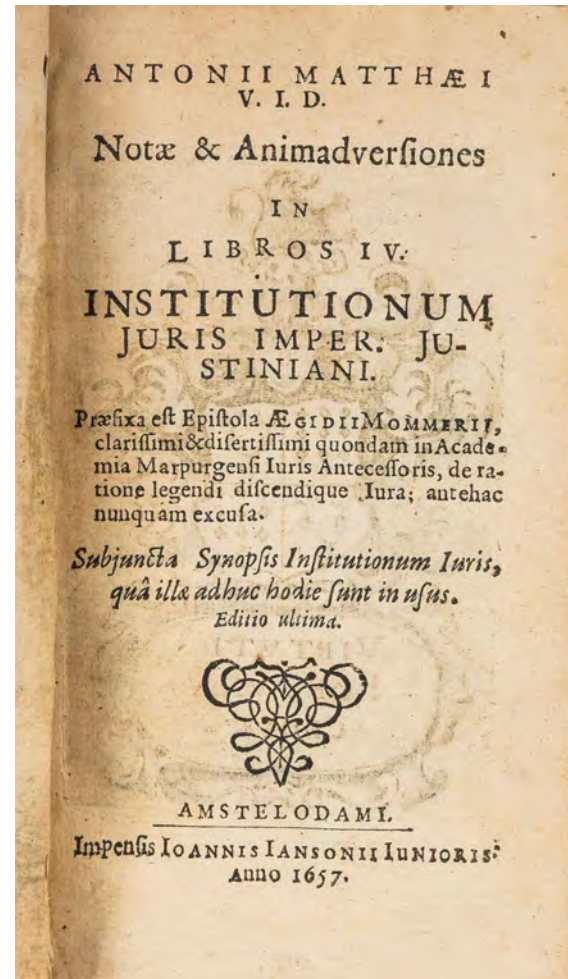 ANTONII MATTHÆI
V. I. D.
Notæ & Animadverſiones
IN
LIBROS IV.
INSTITUTIONUM
JURIS IMPER. JU-
STINIANI.
Præfixa eſt Epiſtola ÆGIDII MOMMERII,
clariſſimi & diſertiſſimi quondam in Acade-
mia Marpurgenſi Iuris Anteceſſoris, de ra-
tione legendi diſcendique Iura; antehac
nunquam excuſa.
Subjuncta Synopſis Inſtitutionum Iuris,
quâ illæ adhuc hodie ſunt in uſus.
Editio ultima.
AMSTELODAMI.
Impenſis IOANNIS IANSONII IUNIORIS.
Anno 1657.